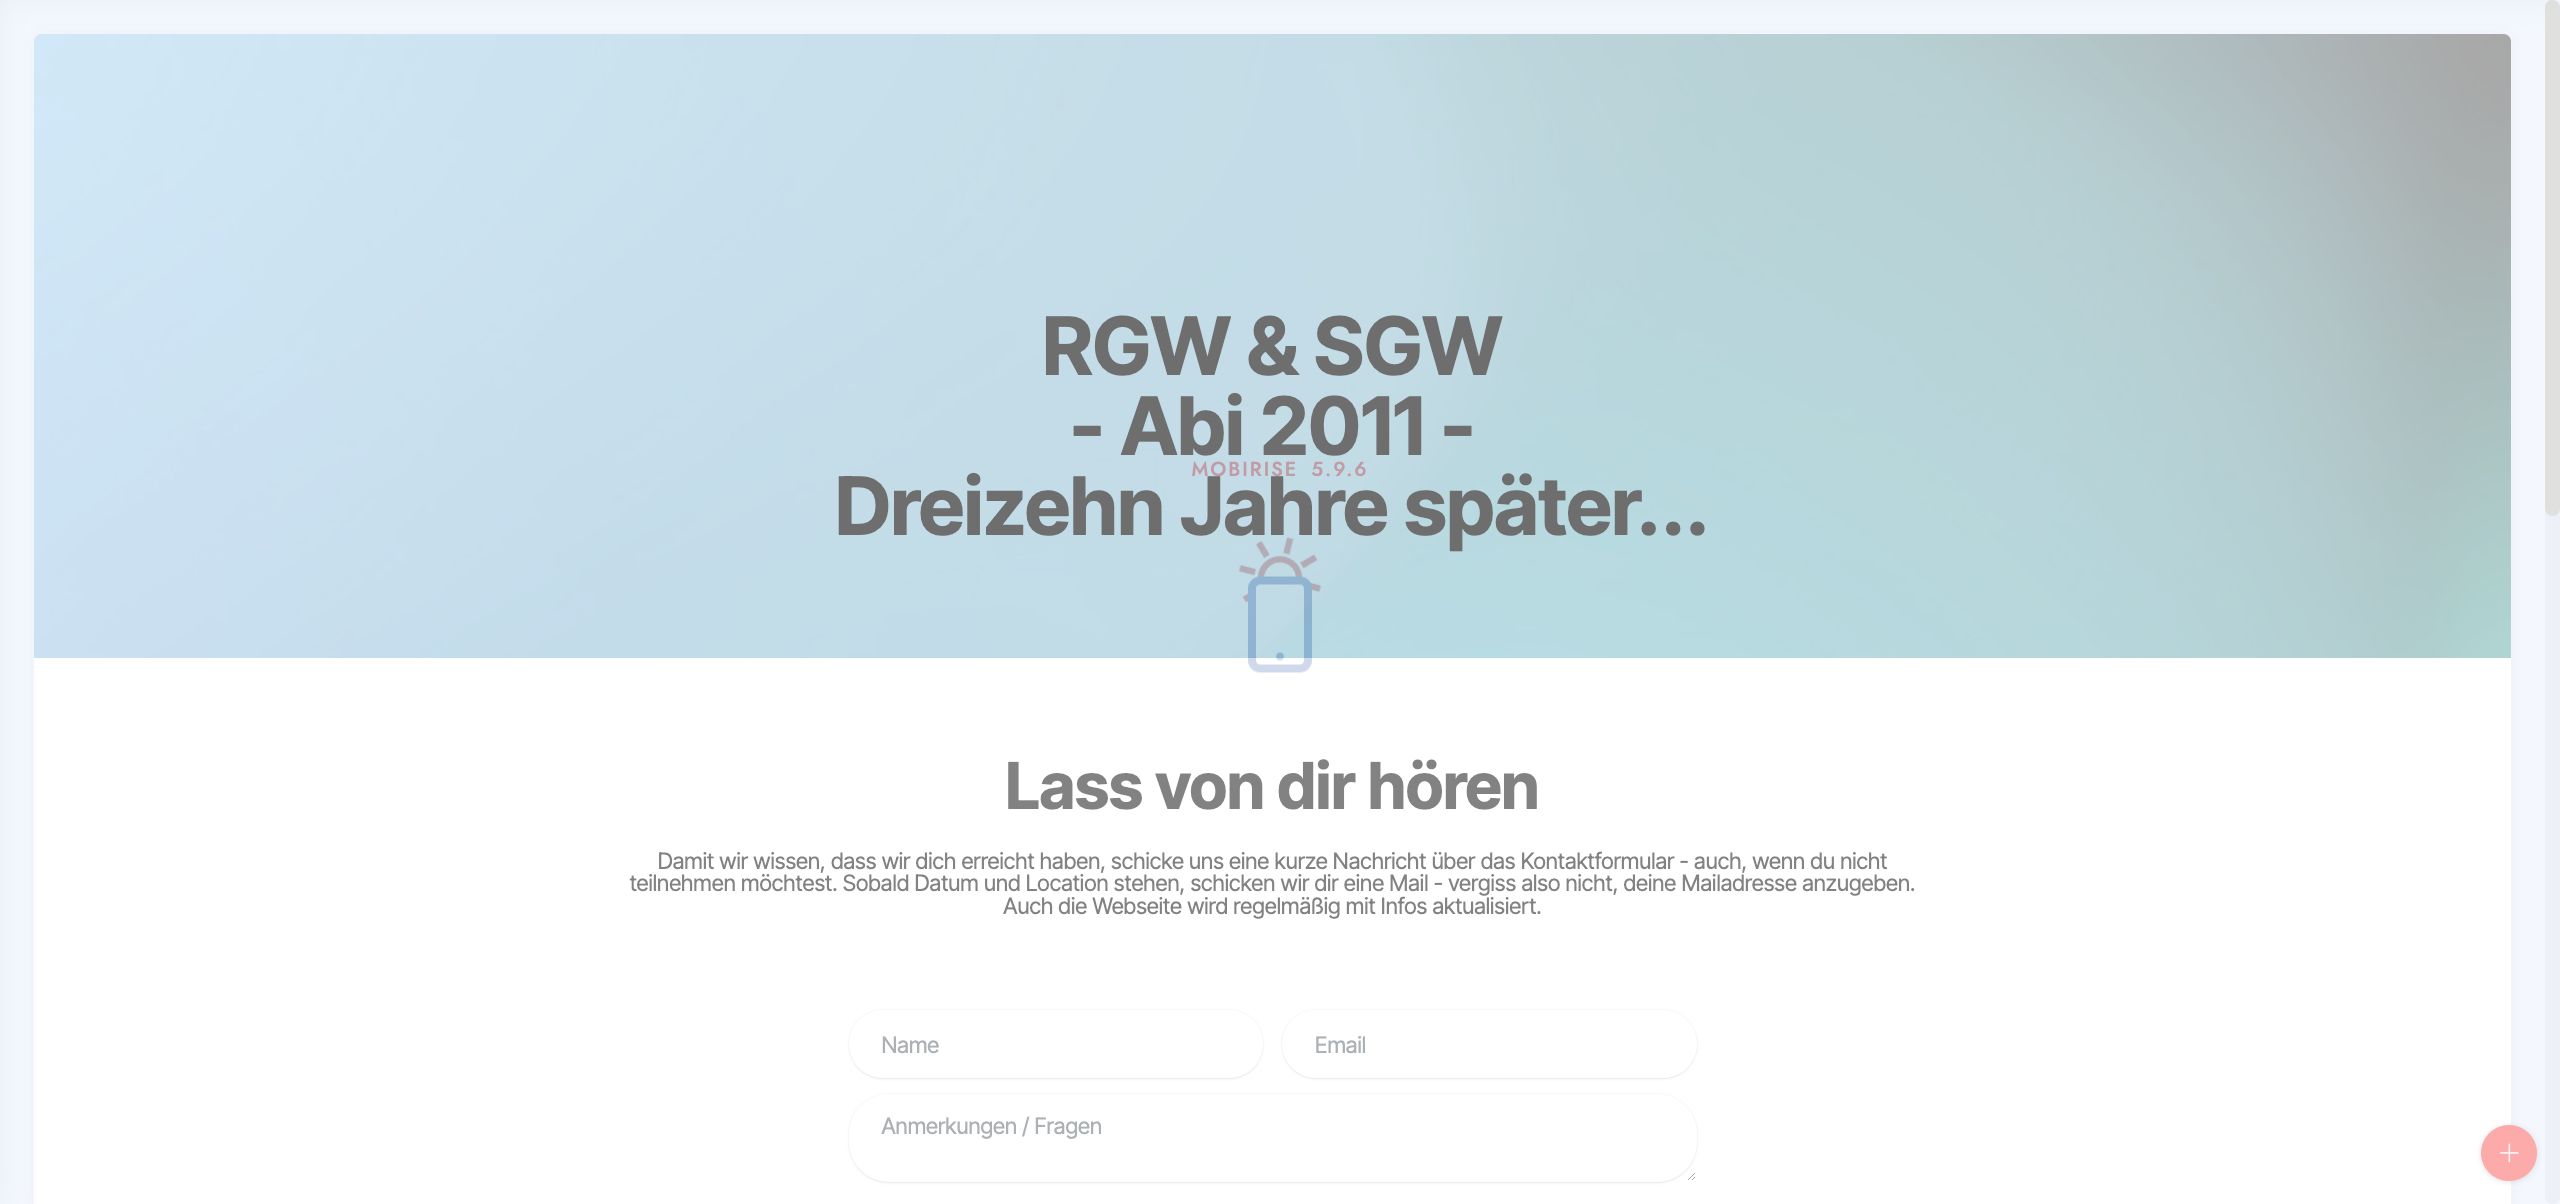 RGW & SGW
- Abi 2011 -
MOBIRISE 5.9.6
Dreizehn Jahre später...
Lass von dir hören
Damit wir wissen, dass wir dich erreicht haben, schicke uns eine kurze Nachricht über das Kontaktformular - auch, wenn du nicht
teilnehmen möchtest. Sobald Datum und Location stehen, schicken wir dir eine Mail - vergiss also nicht, deine Mailadresse anzugeben.
Auch die Webseite wird regelmäßig mit Infos aktualisiert.
Name
Email
Anmerkungen / Fragen